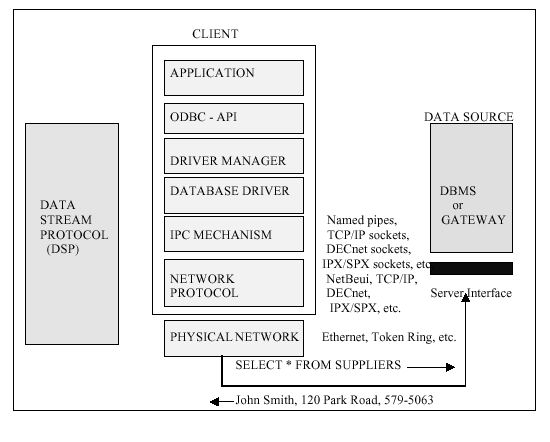 CLIENT
APPLICATION
ODBC - API
DRIVER MANAGER
DATABASE DRIVER
IPC MECHANISM
NETWORK
PROTOCOL
PHYSICAL NETWORK
DATA
STREAM
PROTOCOL
(DSP)
DATA SOURCE
DBMS
or
GATEWAY
Server Interface
Named pipes,
TCP/IP sockets,
DECnet sockets,
IPX/SPX sockets, etc
NetBeui, TCP/IP,
DECnet,
IPX/SPX, etc.
Ethernet, Token Ring, etc.
SELECT * FROM SUPPLIERS
John Smith, 120 Park Road, 579-5063